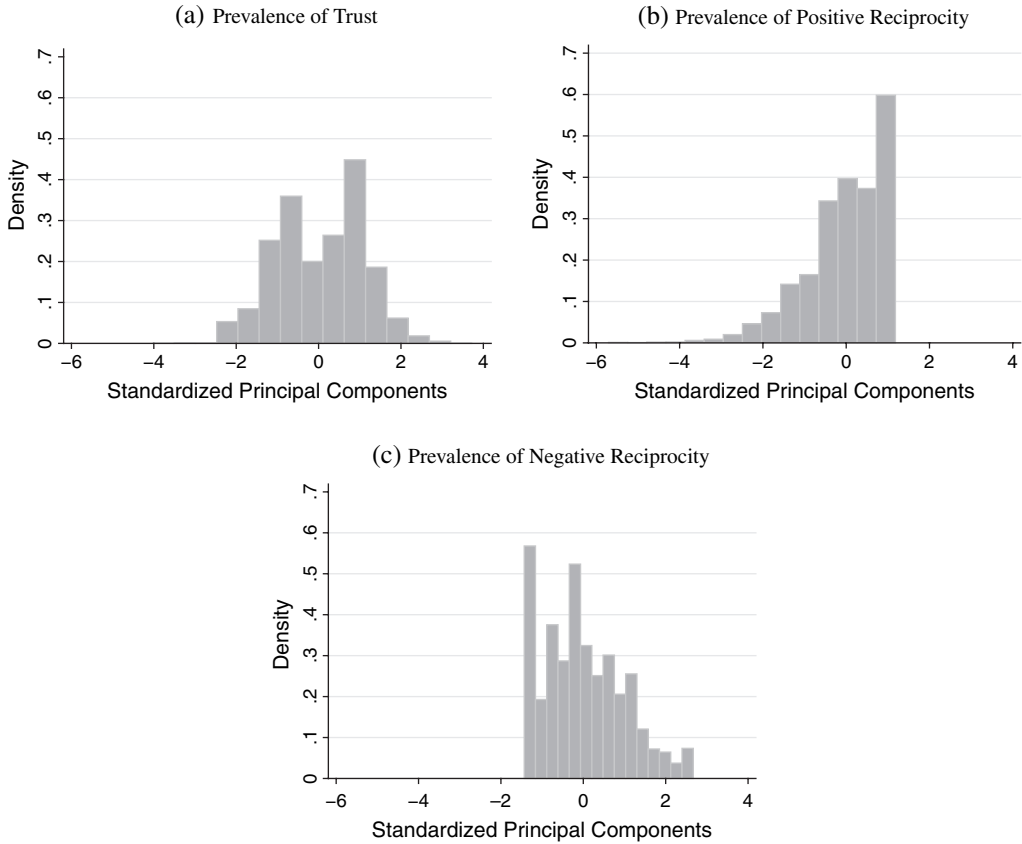 (a) Prevalence of Trust
.7
.6
.5
.4
.3
.2
.1
0
Density
−6 −4 −2 0 2 4
Standardized Principal Components
(b) Prevalence of Positive Reciprocity
.7
.6
.5
.4
.3
.2
.1
0
Density
−6 −4 −2 0 2 4
Standardized Principal Components
(c) Prevalence of Negative Reciprocity
.7
.6
.5
.4
.3
.2
.1
0
Density
−6 −4 −2 0 2 4
Standardized Principal Components